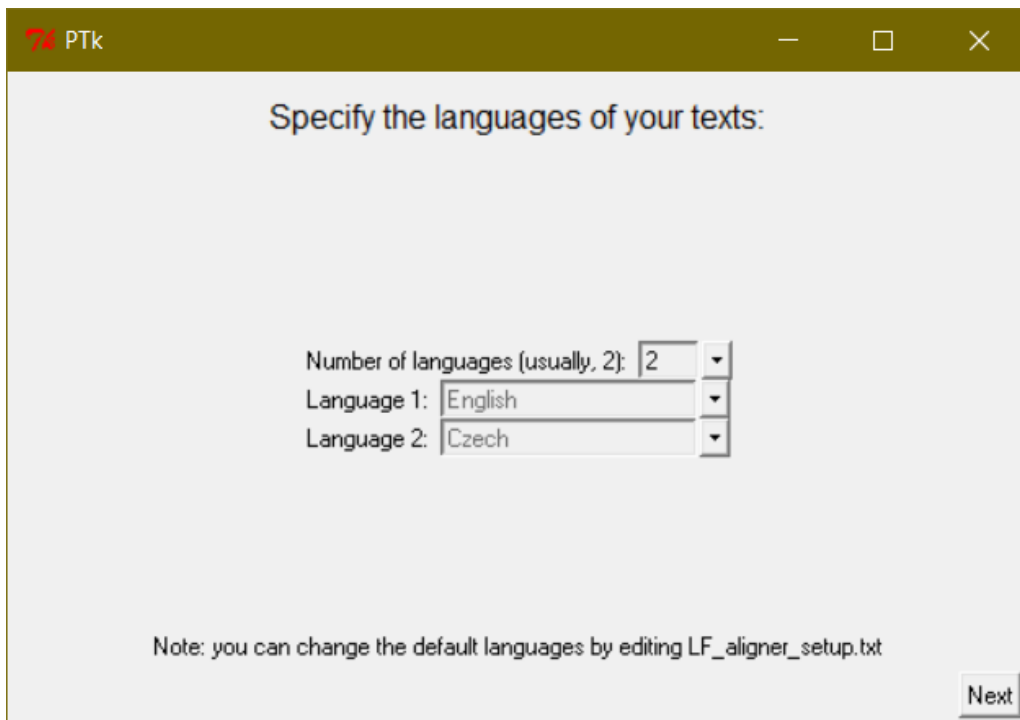 PTk
Specify the languages of your texts:
Number of languages (usually, 2): 2
Language 1: English
Language 2: Czech
Note: you can change the default languages by editing LF_aligner_setup.txt
Next